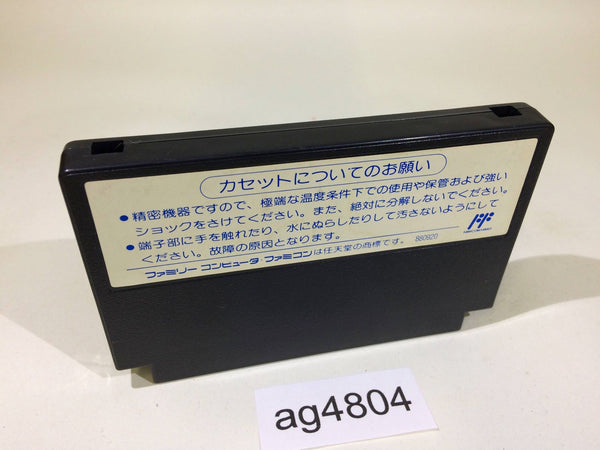 カセットについてのお願い
●精密機器ですので、極端な温度条件下での使用や保管および強い
ショックをさけてください。また、絶対に分解しないでください。
●端子部に手を触れたり、水にぬらしたりして汚さないようにして
ください。故障の原因となります。 880920
ファミリー コンピュータ ファミコンは任天堂の商標です。
ag4804